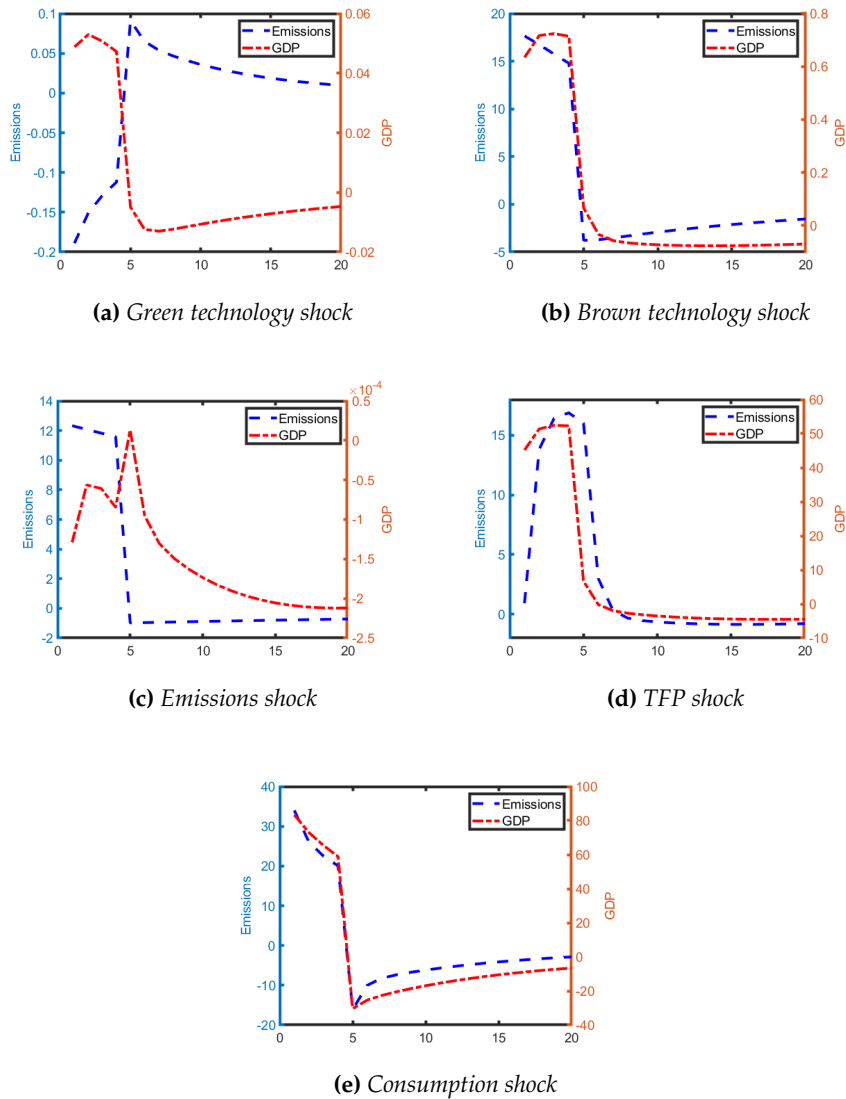 0.1
0.05
0
-0.05
-0.1
-0.15
-0.2
Emissions
0 5 10 15 20
0.06
0.04
0.02
0
-0.02
GDP
Emissions
GDP
(a) Green technology shock
20
15
10
5
0
-5
Emissions
0 5 10 15 20
0.8
0.6
0.4
0.2
0
GDP
Emissions
GDP
(b) Brown technology shock
14
12
10
8
6
4
2
0
-2
Emissions
0 5 10 15 20
×10⁻⁴
0.5
0
-0.5
-1
-1.5
-2
-2.5
GDP
Emissions
GDP
(c) Emissions shock
15
10
5
0
Emissions
0 5 10 15 20
60
50
40
30
20
10
0
-10
GDP
Emissions
GDP
(d) TFP shock
40
30
20
10
0
-10
-20
Emissions
0 5 10 15 20
100
80
60
40
20
0
-20
-40
GDP
Emissions
GDP
(e) Consumption shock